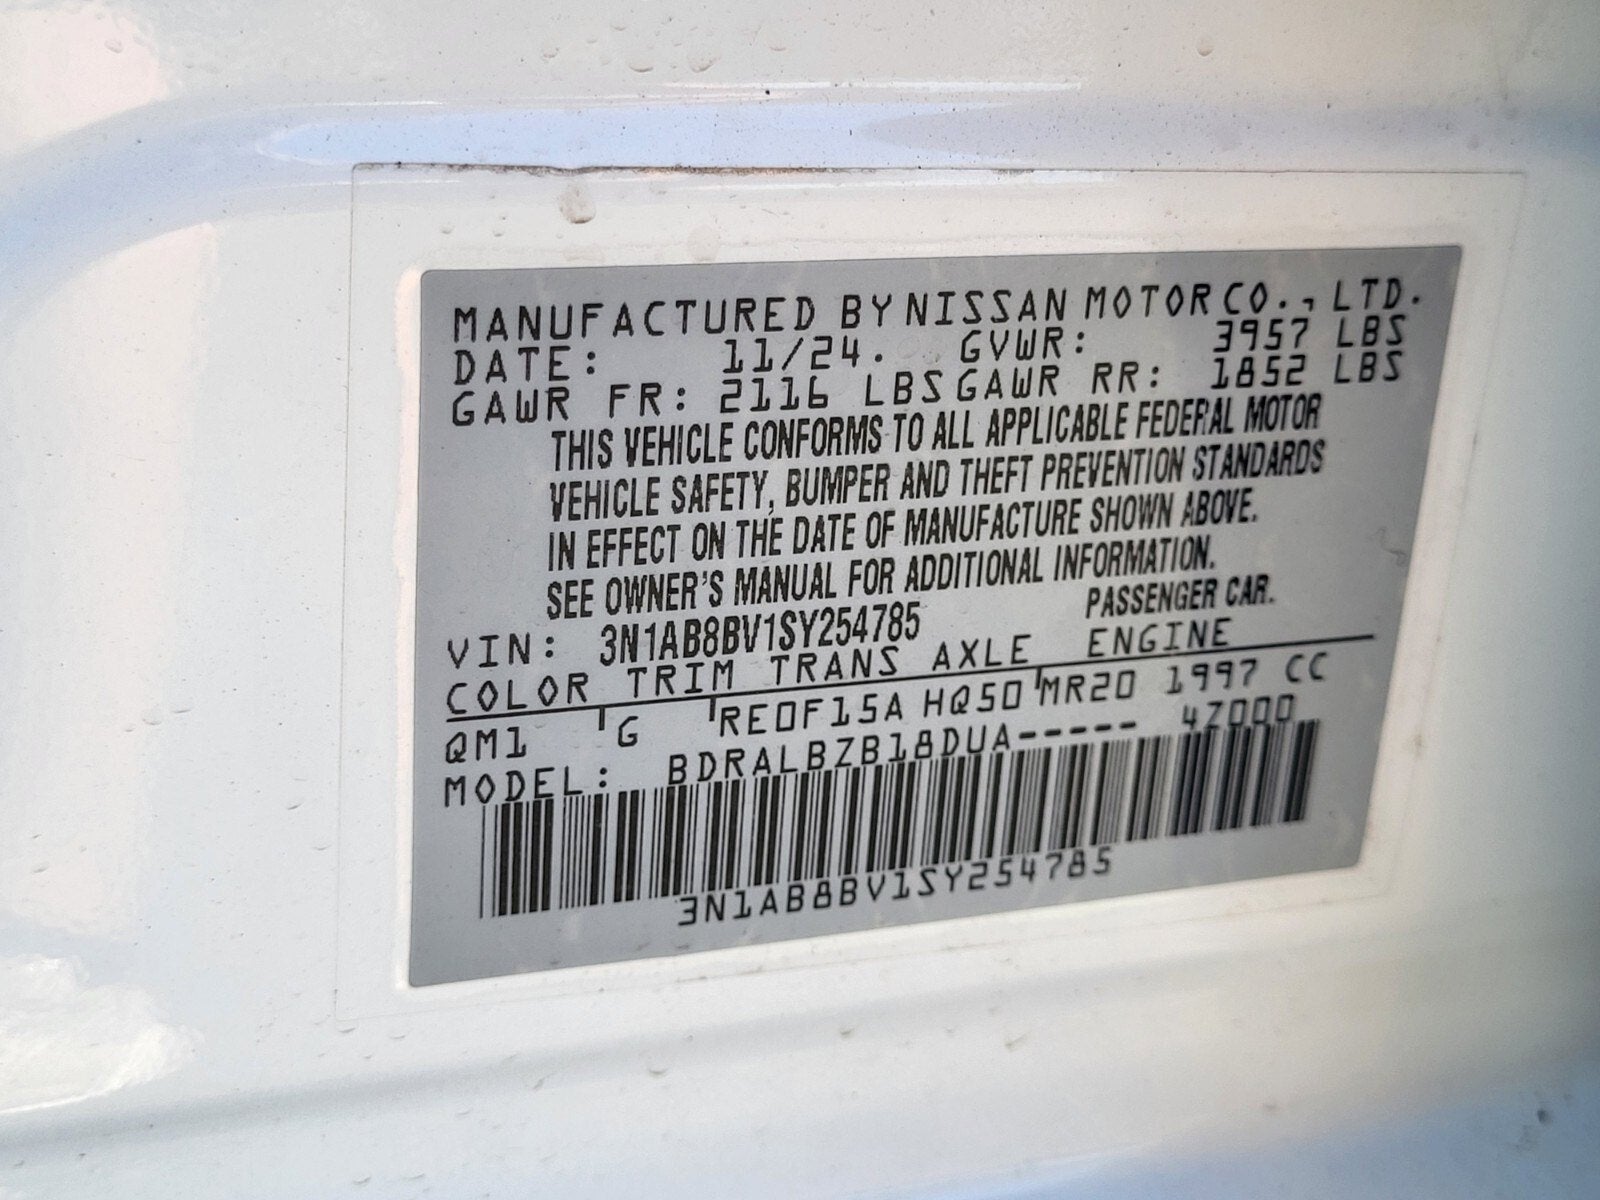 MANUFACTURED BY NISSAN MOTOR CO., LTD.
DATE: 11/24. GVWR: 3957 LBS
GAWR FR: 2116 LBS GAWR RR: 1852 LBS
THIS VEHICLE CONFORMS TO ALL APPLICABLE FEDERAL MOTOR
VEHICLE SAFETY, BUMPER AND THEFT PREVENTION STANDARDS
IN EFFECT ON THE DATE OF MANUFACTURE SHOWN ABOVE.
SEE OWNER'S MANUAL FOR ADDITIONAL INFORMATION.
VIN: 3N1AB8BV1SY254785 PASSENGER CAR.
COLOR TRIM TRANS AXLE ENGINE
QM1 G RE0F15A HQ50 MR20 1997 CC
MODEL: BDRALBZB18DUA----- 4Z000
3N1AB8BV1SY254785